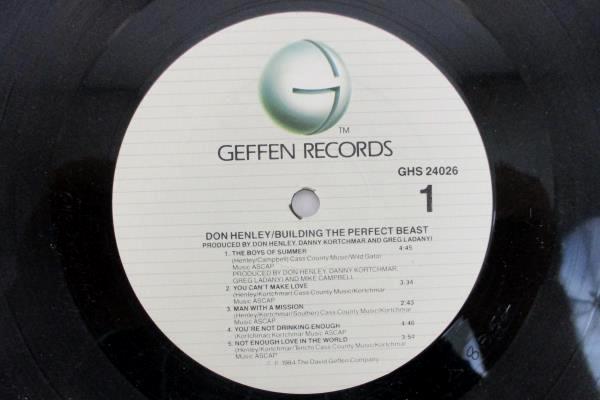 TM
GEFFEN RECORDS
GHS 24026
1
DON HENLEY/BUILDING THE PERFECT BEAST
PRODUCED BY DON HENLEY, DANNY KORTCHMAR AND GREG LADANYI
1. THE BOYS OF SUMMER 4:45
(Henley/Campbell) Cass County Music/Wild Gator
Music ASCAP
PRODUCED BY DON HENLEY, DANNY KORTCHMAR,
GREG LADANYI AND MIKE CAMPBELL
2. YOU CAN'T MAKE LOVE 3:34
(Henley/Kortchmar) Cass County Music/Kortchmar
Music ASCAP
3. MAN WITH A MISSION 2:43
(Henley/Kortchmar/Souther) Cass County Music/Kortchmar
Music ASCAP
4. YOU'RE NOT DRINKING ENOUGH 4:46
(Kortchmar) Kortchmar Music ASCAP
5. NOT ENOUGH LOVE IN THE WORLD 3:54
(Henley/Kortchmar/Tench) Cass County Music/Kortchmar
Music ASCAP
1984 The David Geffen Company